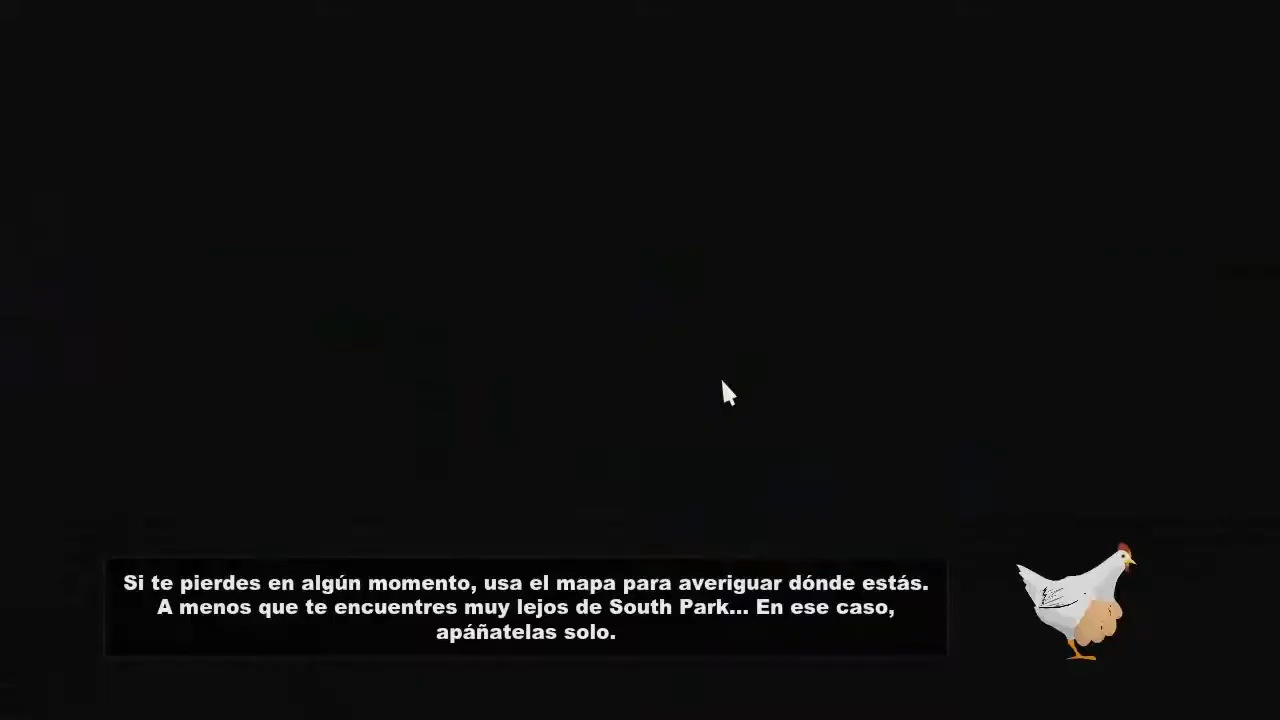 Si te pierdes en algún momento, usa el mapa para averiguar dónde estás.
A menos que te encuentres muy lejos de South Park... En ese caso,
apáñatelas solo.